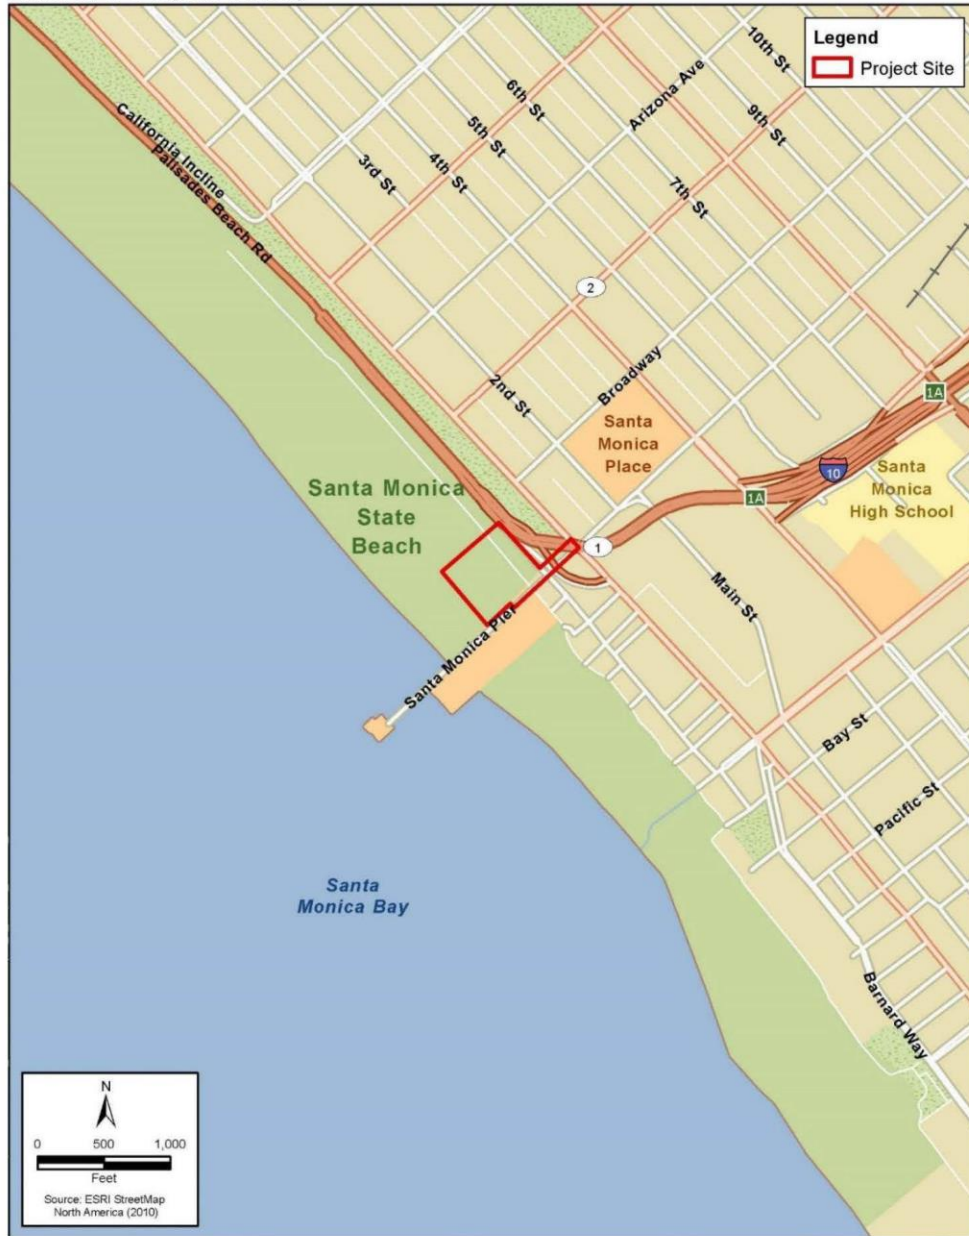 Legend
Project Site
10th St
Arizona Ave
6th St
9th St
5th St
California Incline
Palisades Beach Rd
4th St
3rd St
7th St
2
2nd St
Broadway
1A
Santa
Monica
Place
10
Santa
Monica
High School
1A
Santa Monica
State
Beach
1
Main St
Santa Monica Pier
Bay St
Pacific St
Santa
Monica Bay
Barnard Way
N
0 500 1,000
Feet
Source: ESRI StreetMap
North America (2010)